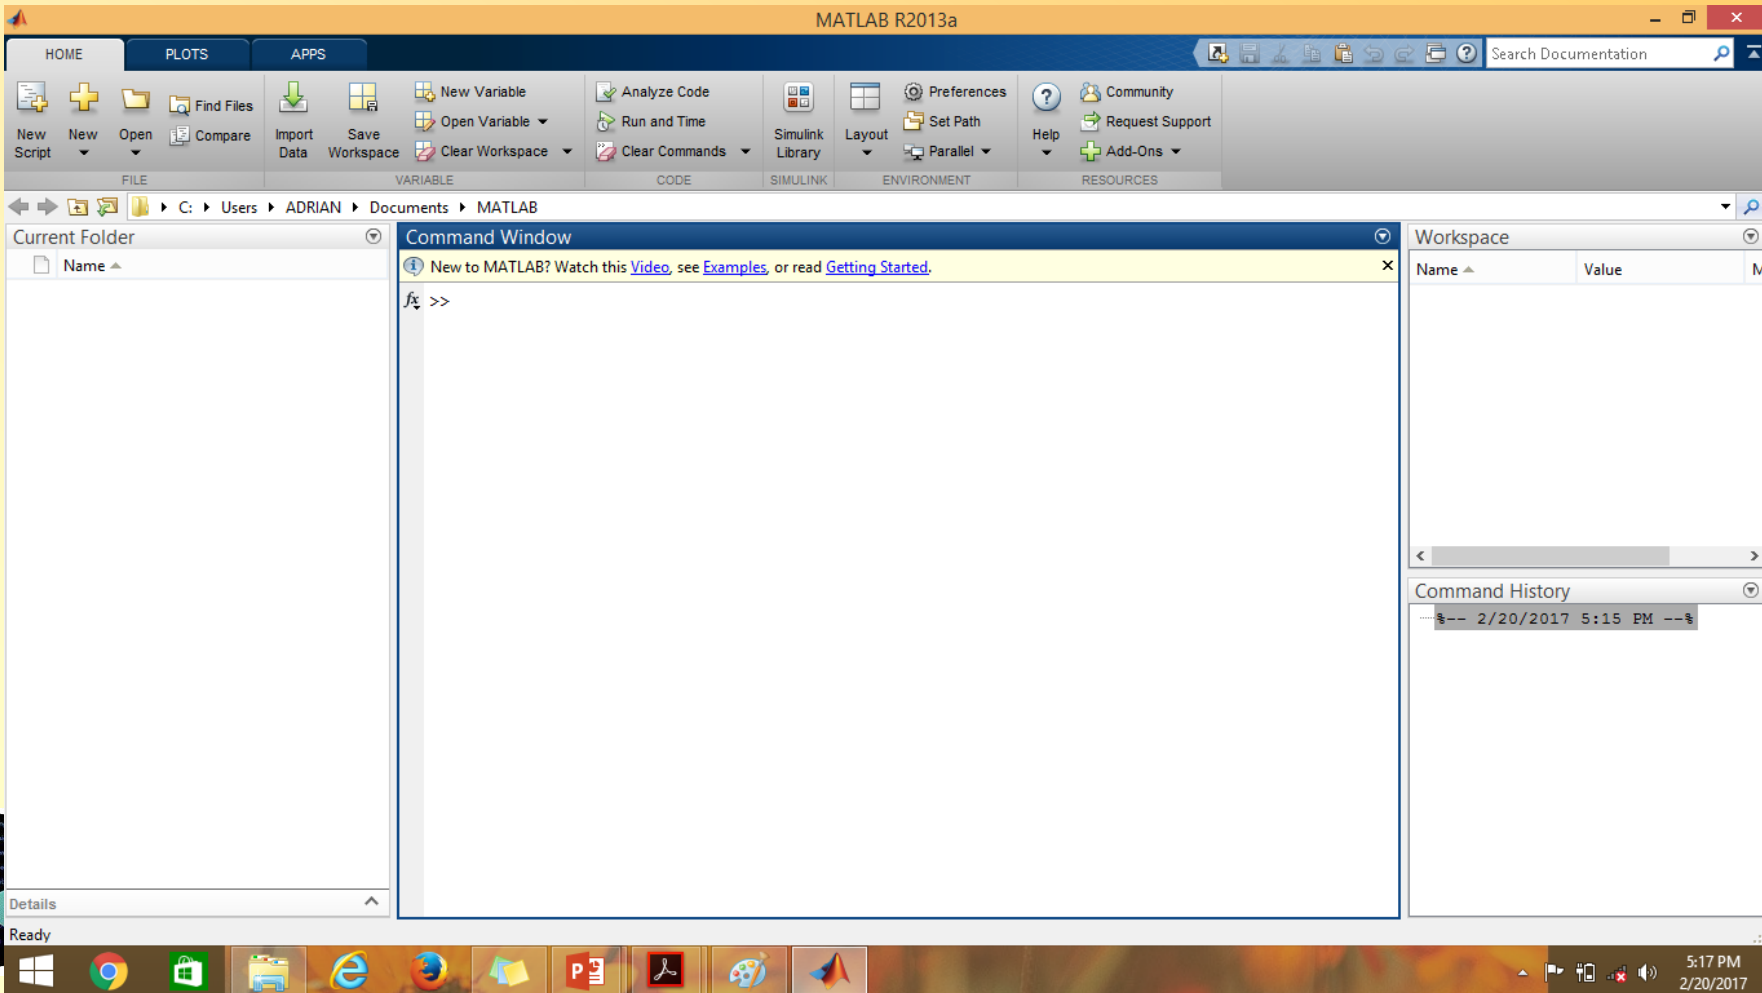 MATLAB R2013a
HOME PLOTS APPS
Search Documentation
New Script
New
Open
Find Files
Compare
FILE
Import Data
Save Workspace
New Variable
Open Variable
Clear Workspace
VARIABLE
Analyze Code
Run and Time
Clear Commands
CODE
Simulink Library
SIMULINK
Layout
Preferences
Set Path
Parallel
ENVIRONMENT
Help
Community
Request Support
Add-Ons
RESOURCES
C: Users ADRIAN Documents MATLAB
Current Folder
Name
Details
Ready
Command Window
New to MATLAB? Watch this Video, see Examples, or read Getting Started.
fx >>
Workspace
Name Value M
Command History
%-- 2/20/2017 5:15 PM --%
5:17 PM
2/20/2017